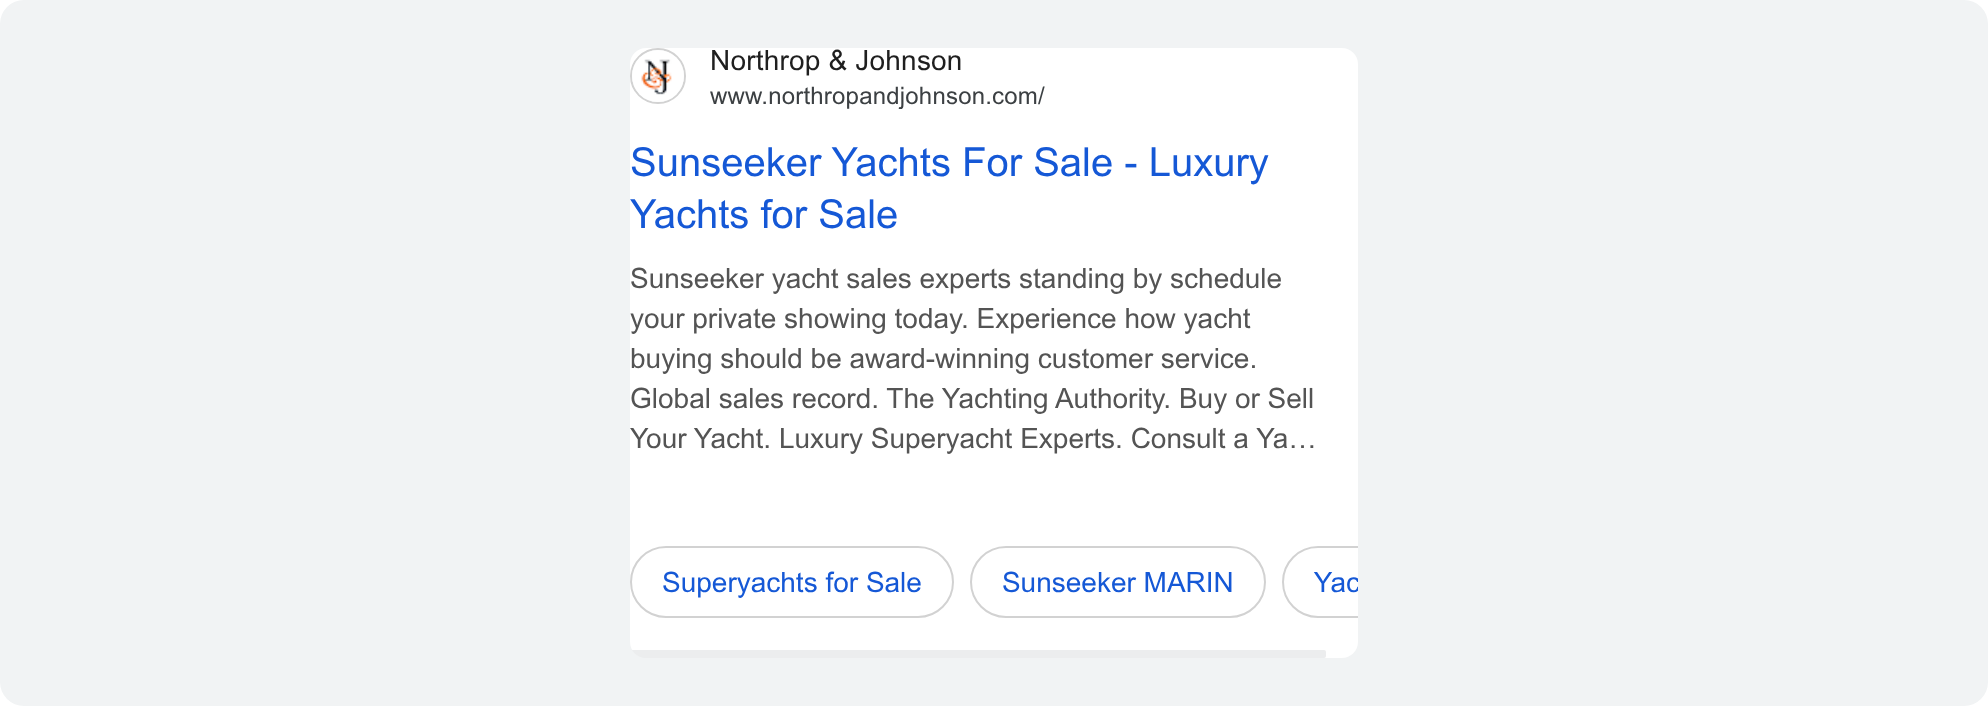 NJ
Northrop & Johnson
www.northropandjohnson.com/
Sunseeker Yachts For Sale - Luxury
Yachts for Sale
Sunseeker yacht sales experts standing by schedule
your private showing today. Experience how yacht
buying should be award-winning customer service.
Global sales record. The Yachting Authority. Buy or Sell
Your Yacht. Luxury Superyacht Experts. Consult a Ya…
Superyachts for Sale
Sunseeker MARIN
Yac